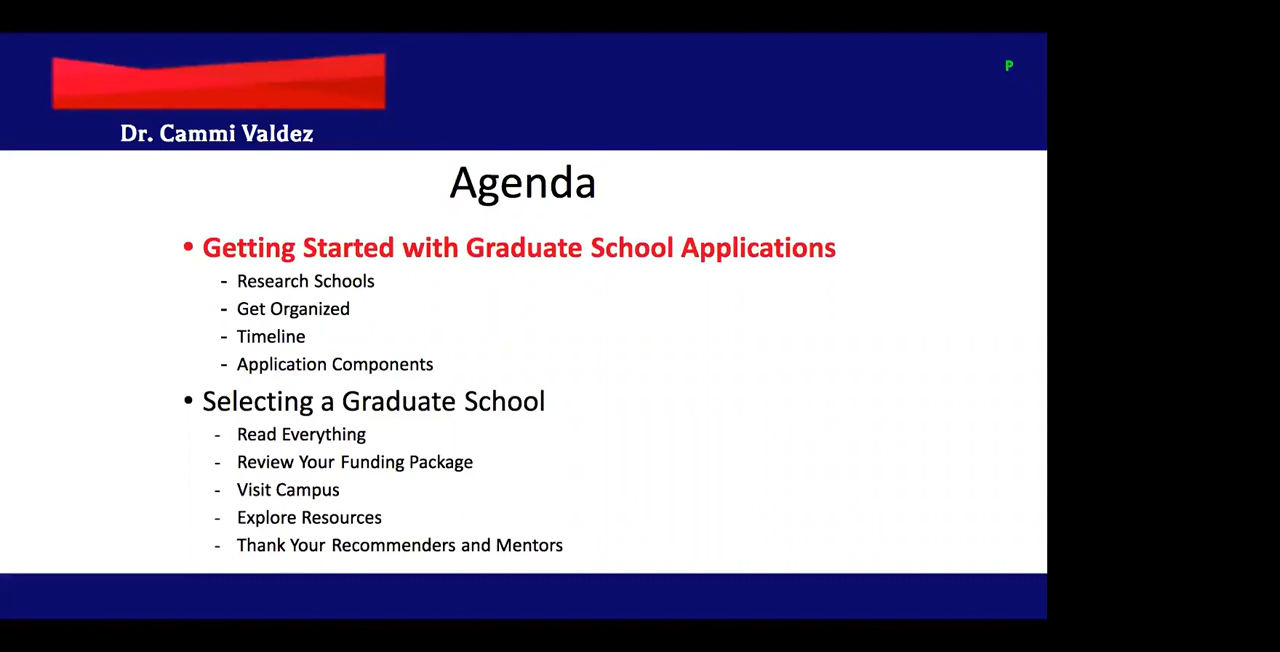 P
Dr. Cammi Valdez
Agenda
• Getting Started with Graduate School Applications
- Research Schools
- Get Organized
- Timeline
- Application Components
• Selecting a Graduate School
- Read Everything
- Review Your Funding Package
- Visit Campus
- Explore Resources
- Thank Your Recommenders and Mentors